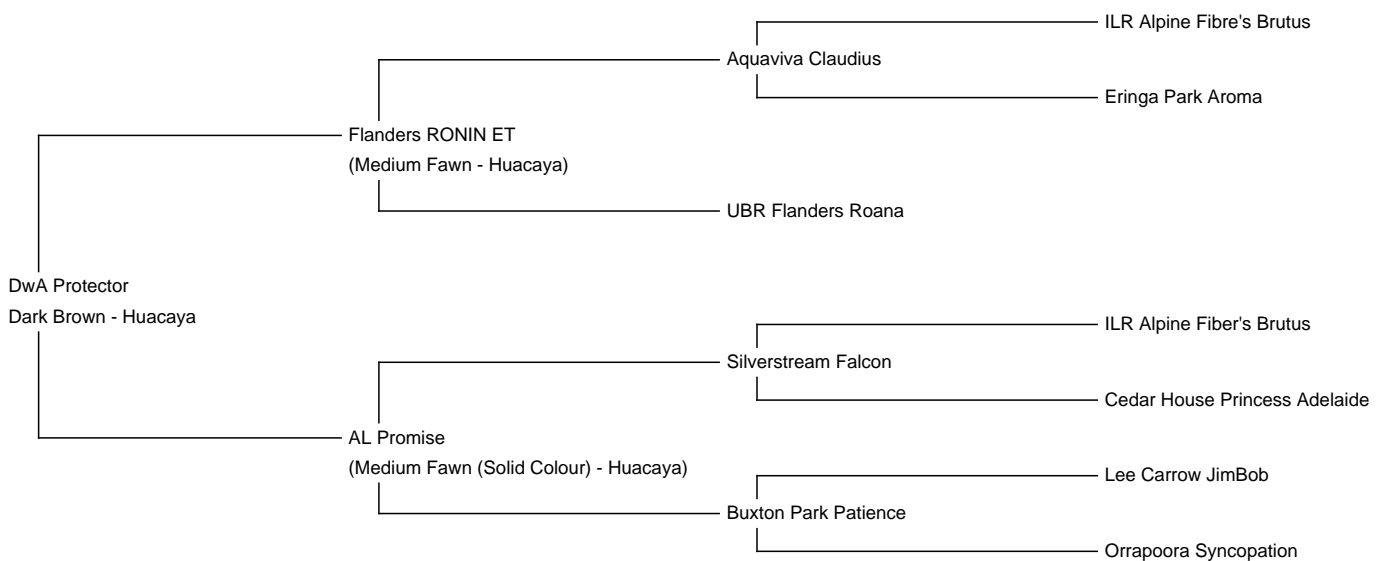 ILR Alpine Fibre's Brutus
Aquaviva Claudius
Eringa Park Aroma
Flanders RONIN ET
(Medium Fawn - Huacaya)
UBR Flanders Roana
DwA Protector
Dark Brown - Huacaya
ILR Alpine Fiber's Brutus
Silverstream Falcon
Cedar House Princess Adelaide
AL Promise
(Medium Fawn (Solid Colour) - Huacaya)
Lee Carrow JimBob
Buxton Park Patience
Orrapoora Syncopation